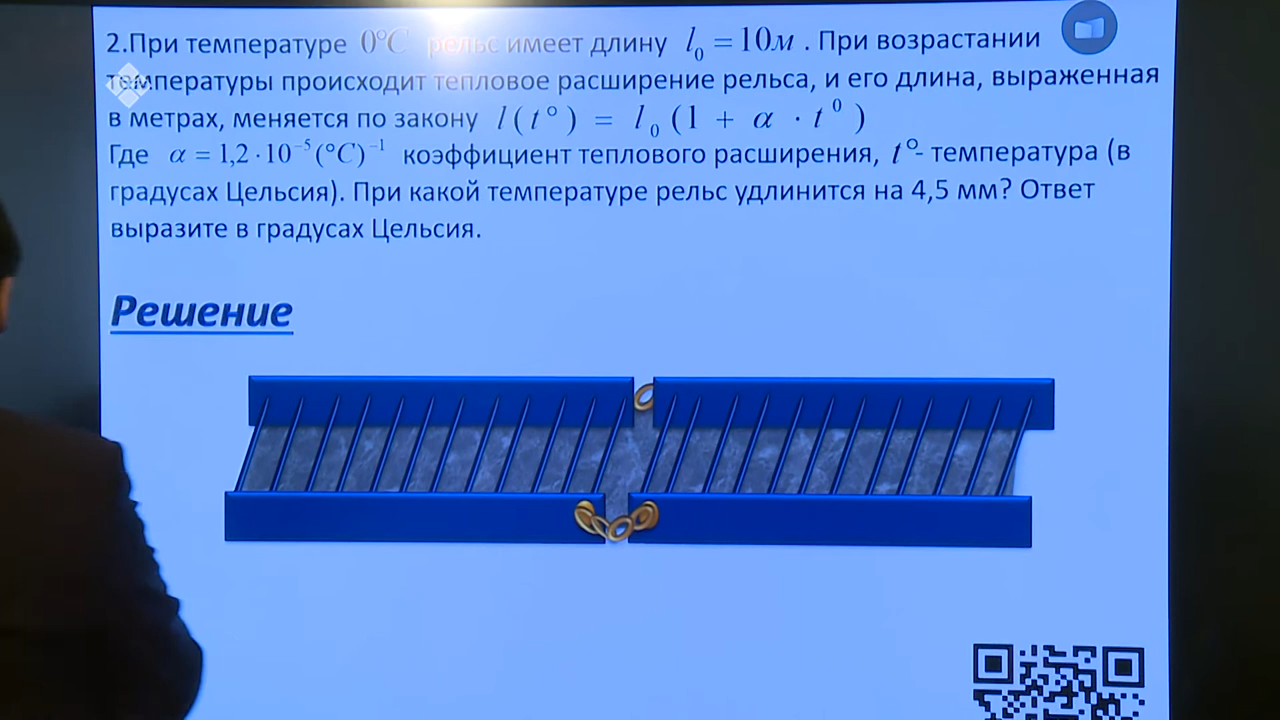 2.При температуре 0°C рельс имеет длину l₀ = 10м . При возрастании
температуры происходит тепловое расширение рельса, и его длина, выраженная
в метрах, меняется по закону l(t°) = l₀(1 + α · t⁰)
Где α = 1,2·10⁻⁵(°C)⁻¹ коэффициент теплового расширения, t°- температура (в
градусах Цельсия). При какой температуре рельс удлинится на 4,5 мм? Ответ
выразите в градусах Цельсия.
Решение